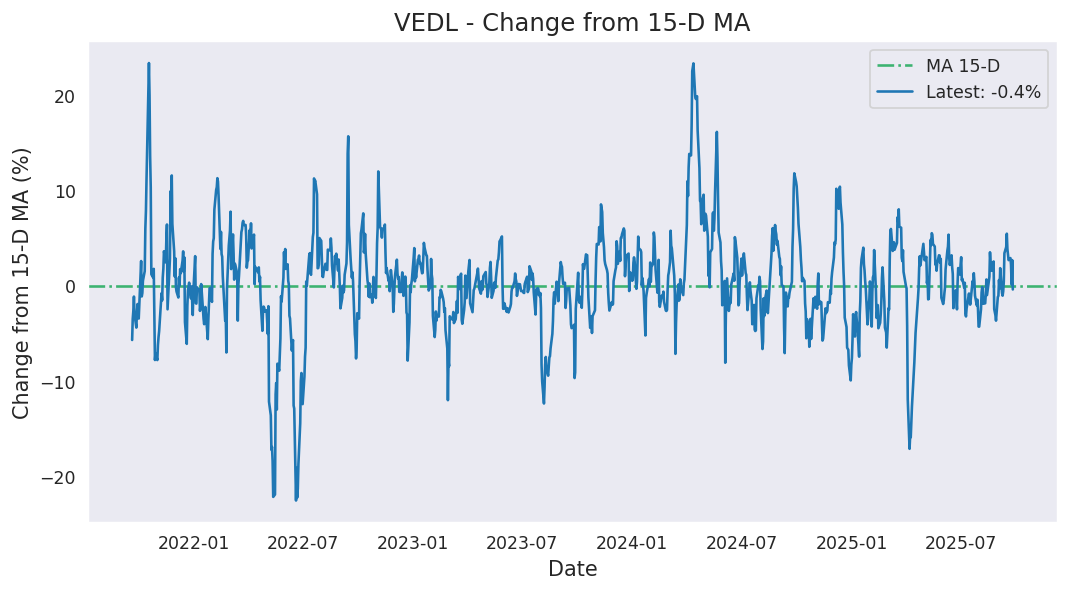 VEDL - Change from 15-D MA
Change from 15-D MA (%)
20
10
0
−10
−20
MA 15-D
Latest: -0.4%
2022-01
2022-07
2023-01
2023-07
2024-01
2024-07
2025-01
2025-07
Date